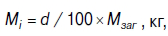 Mᵢ = d / 100 × Mзаг , кг,